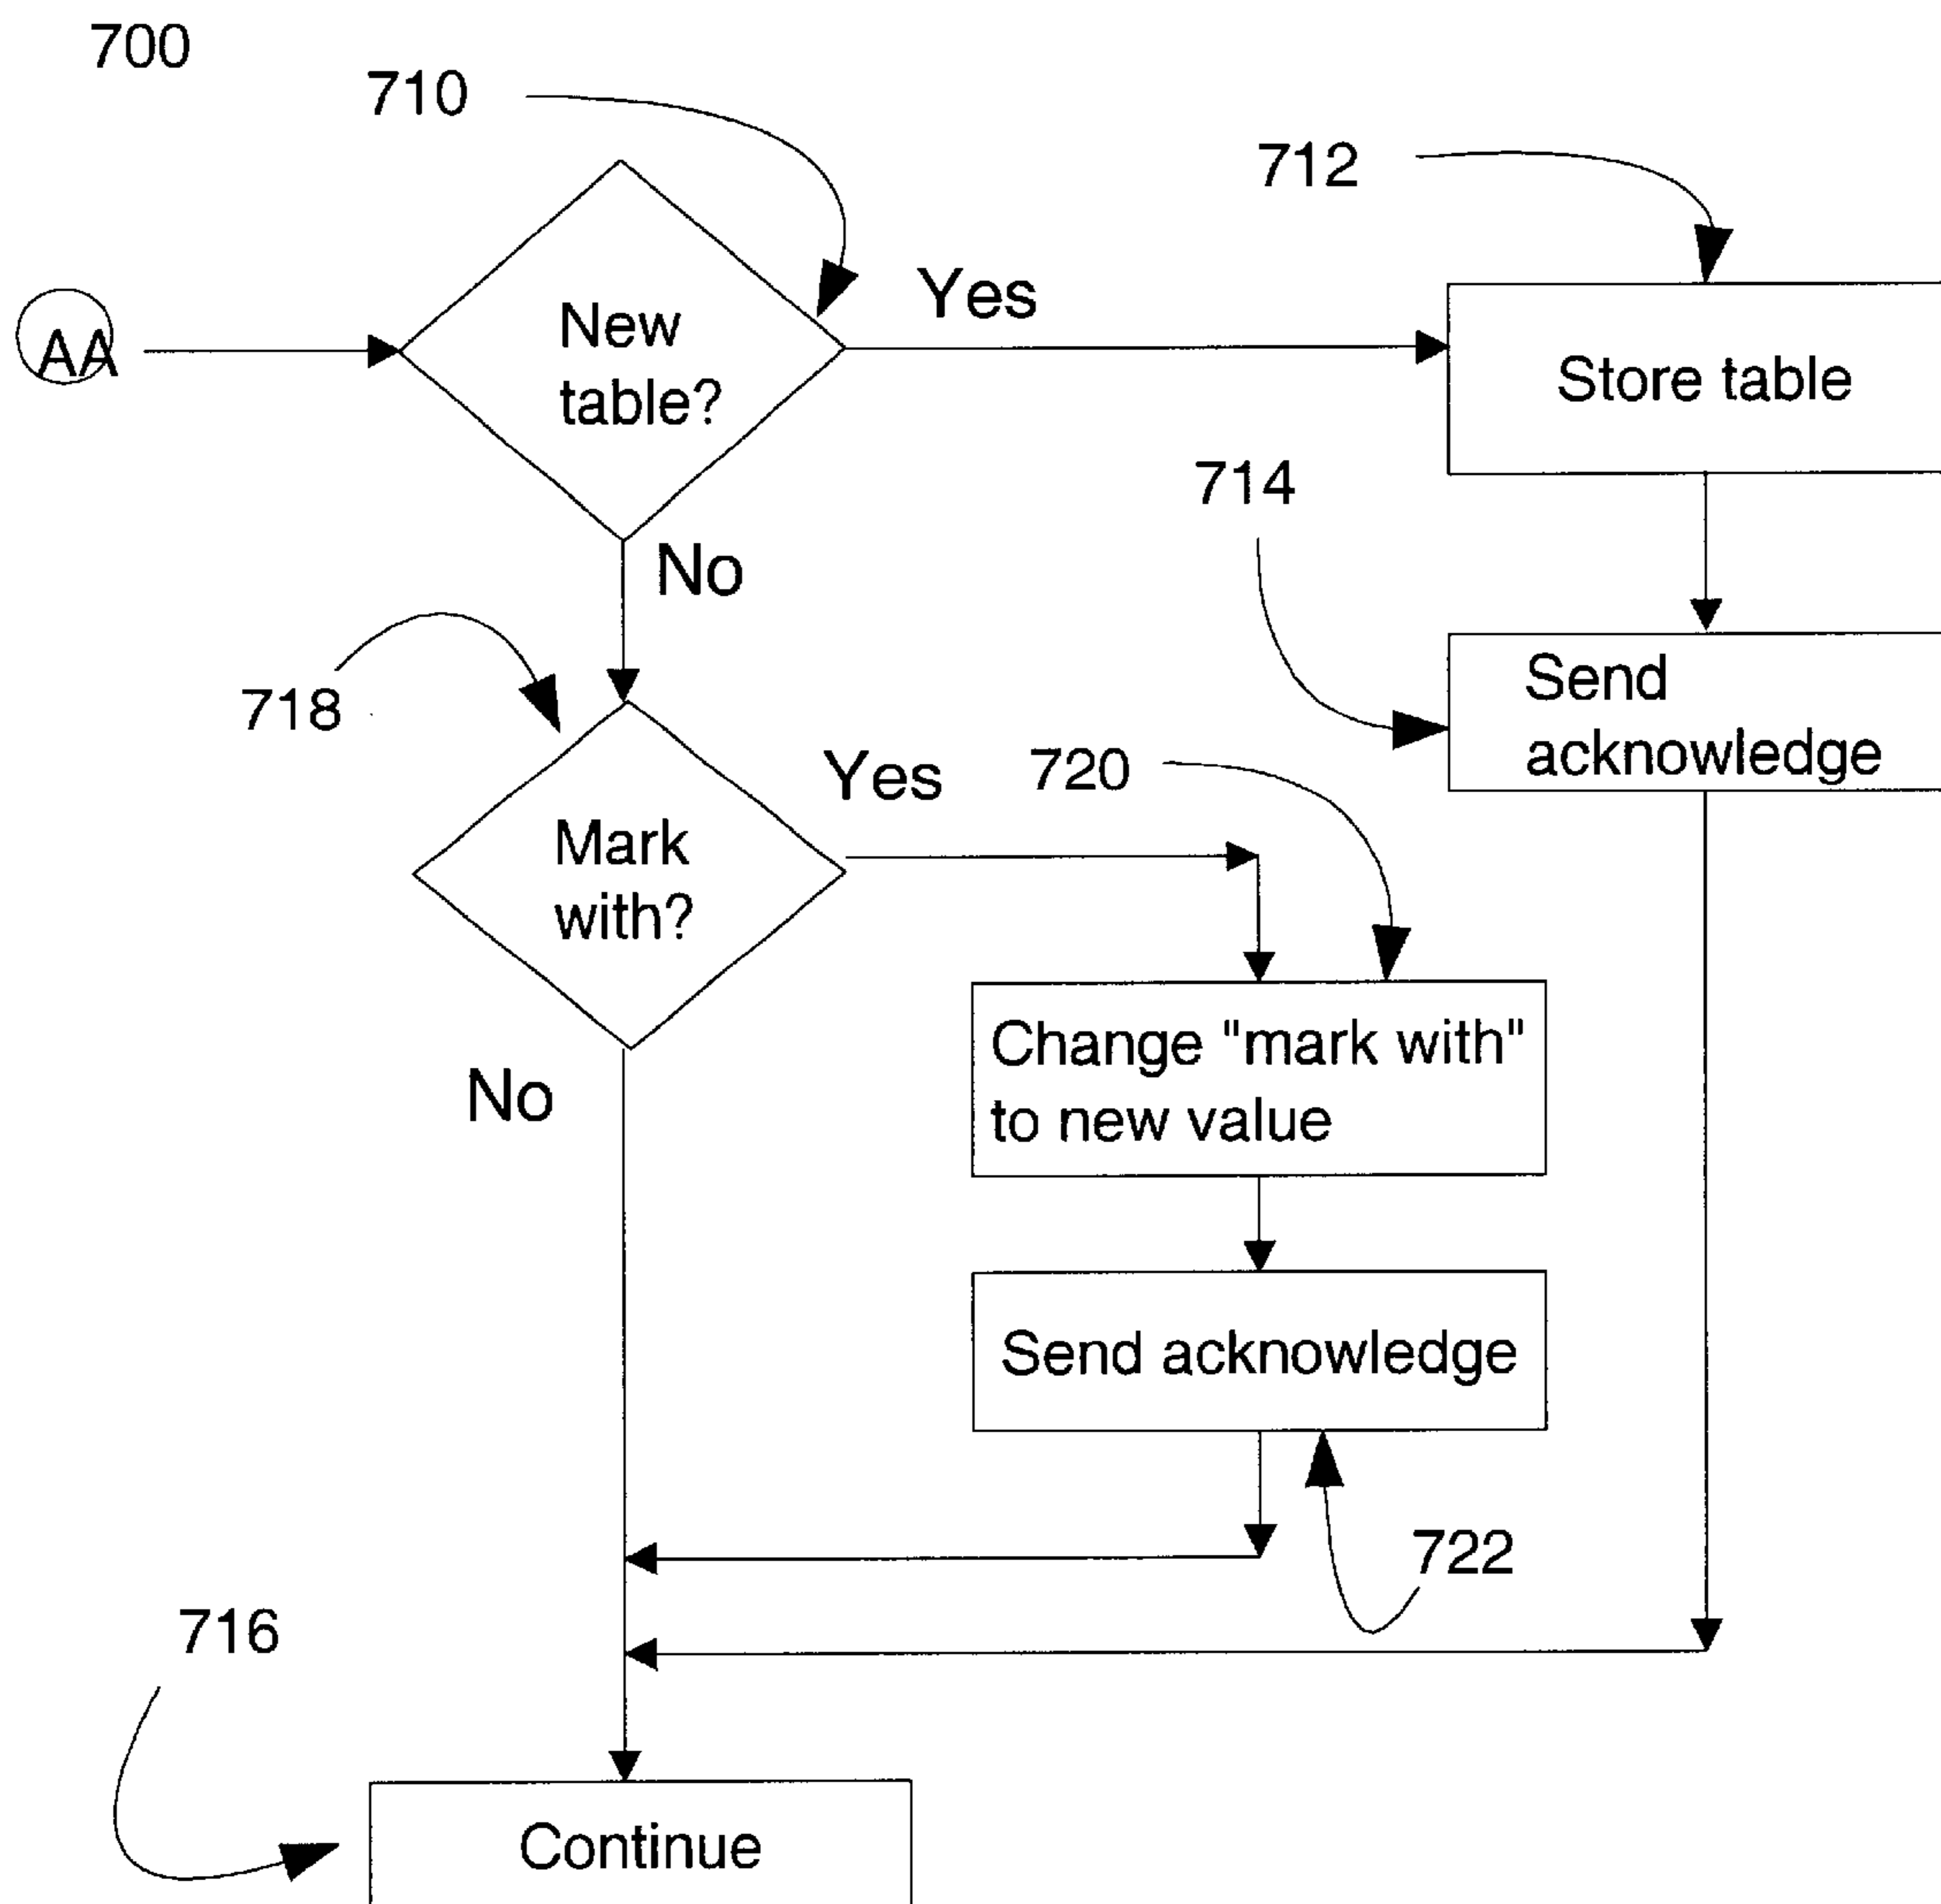 700
710
712
AA
New
table?
Yes
Store table
714
No
Send
acknowledge
718
Mark
with?
Yes
720
Change "mark with"
to new value
No
Send acknowledge
722
716
Continue